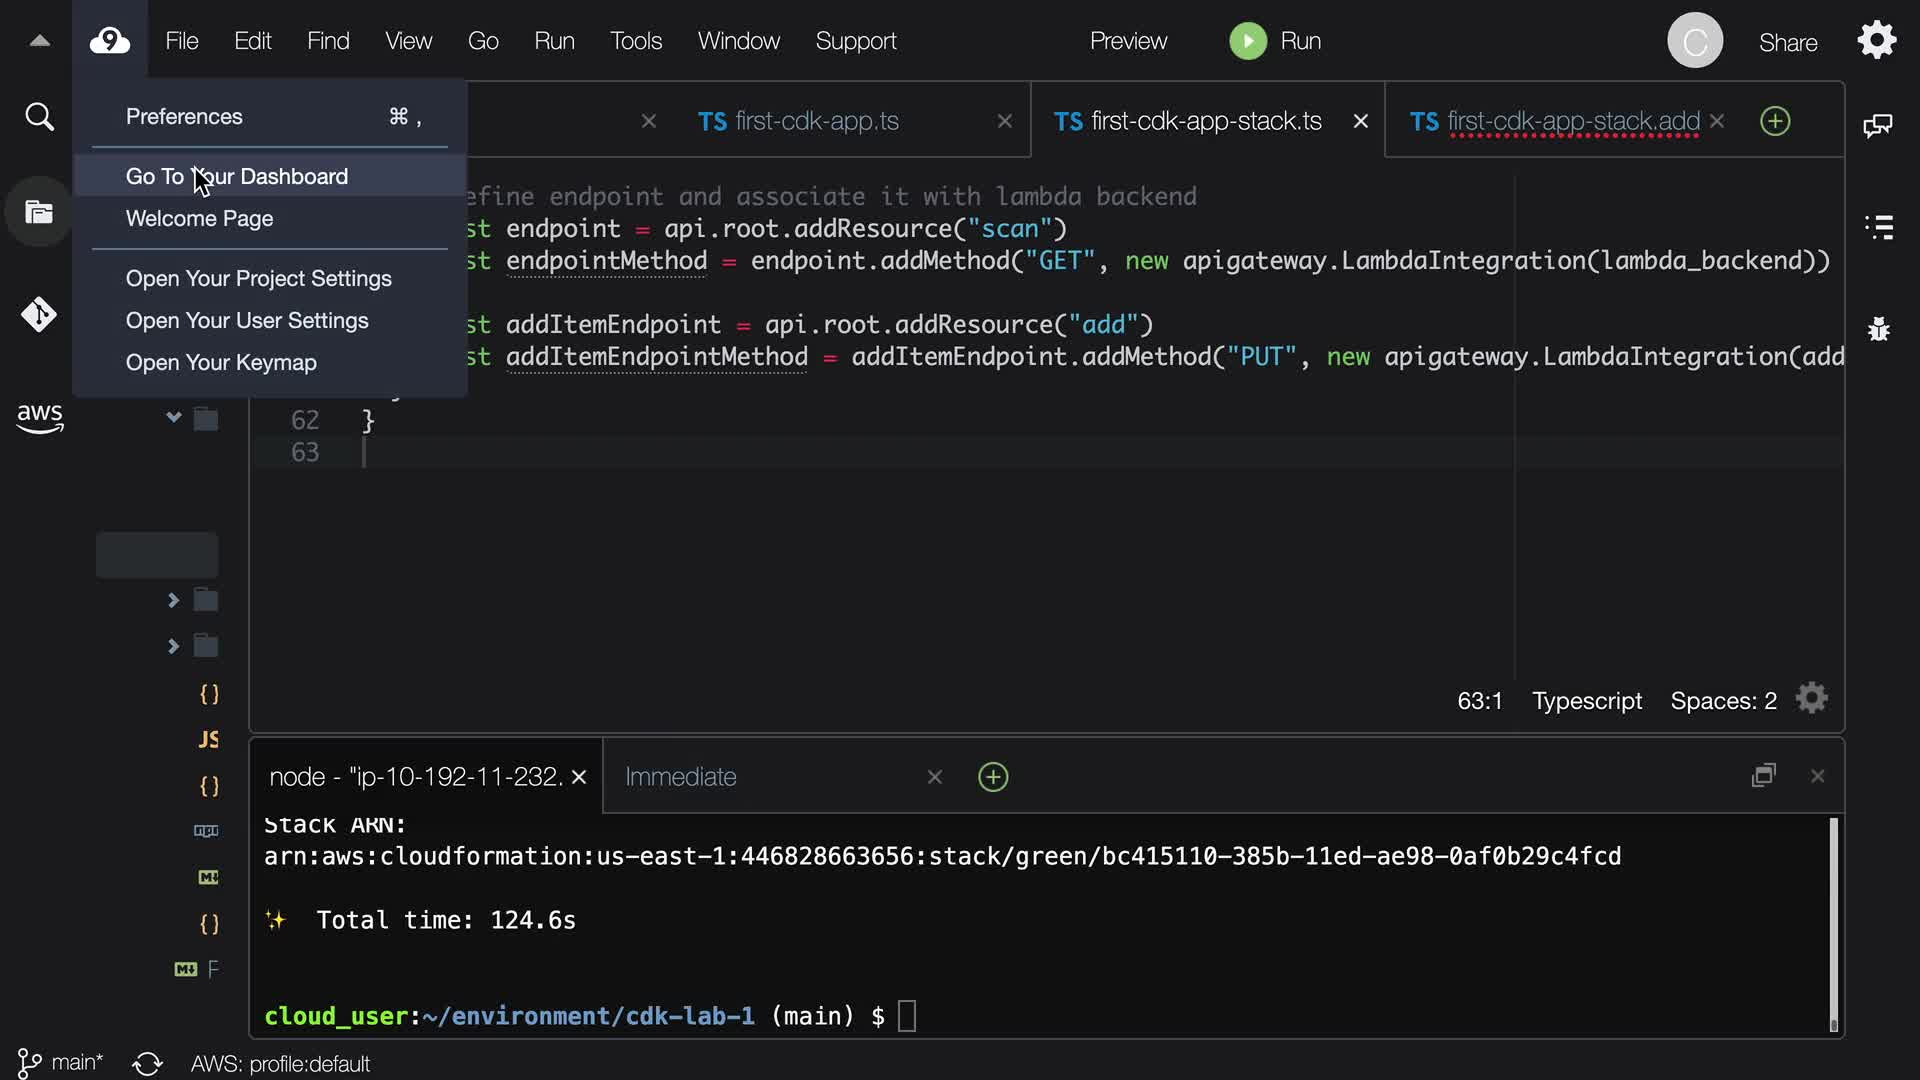 9 File Edit Find View Go Run Tools Window Support Preview Run C Share
Preferences ⌘ ,
Go To Your Dashboard
Welcome Page
Open Your Project Settings
Open Your User Settings
Open Your Keymap
TS first-cdk-app.ts
TS first-cdk-app-stack.ts
TS first-cdk-app-stack.add
efine endpoint and associate it with lambda backend
st endpoint = api.root.addResource("scan")
st endpointMethod = endpoint.addMethod("GET", new apigateway.LambdaIntegration(lambda_backend))
st addItemEndpoint = api.root.addResource("add")
st addItemEndpointMethod = addItemEndpoint.addMethod("PUT", new apigateway.LambdaIntegration(add
62 }
63
aws
{}
JS
{}
M↓
{}
M↓ F
63:1 Typescript Spaces: 2
node - "ip-10-192-11-232. Immediate
Stack ARN:
arn:aws:cloudformation:us-east-1:446828663656:stack/green/bc415110-385b-11ed-ae98-0af0b29c4fcd
✨ Total time: 124.6s
cloud_user:~/environment/cdk-lab-1 (main) $
main* AWS: profile:default